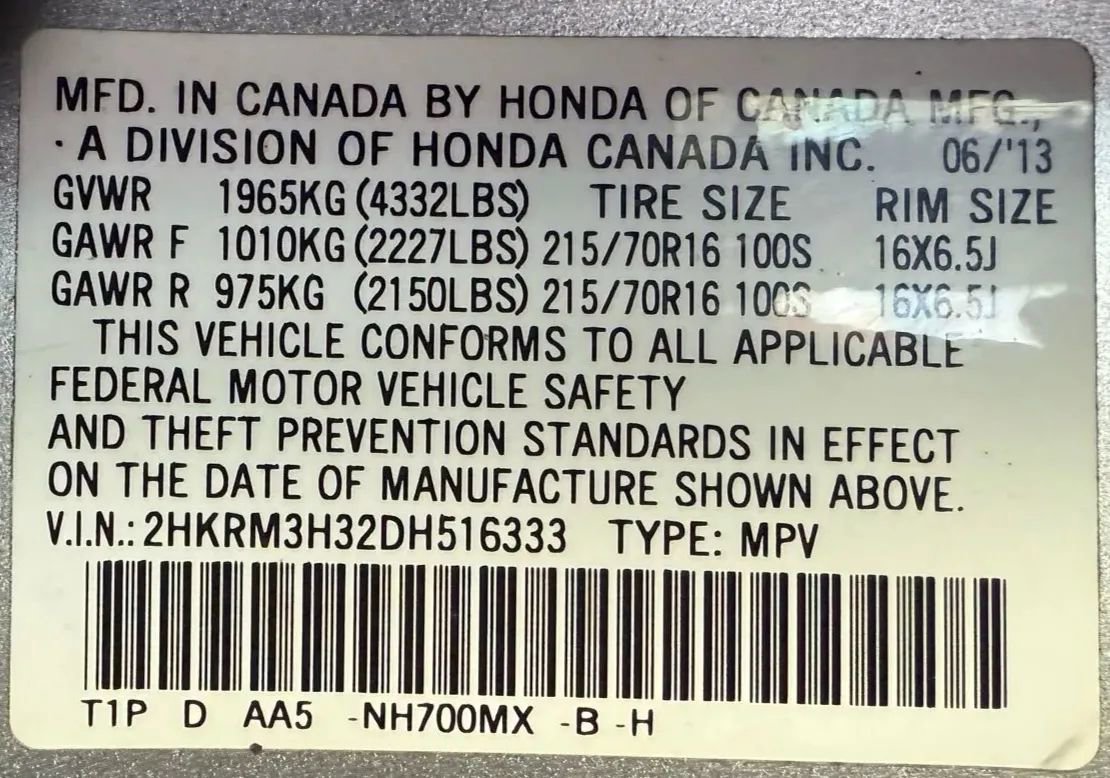 MFD. IN CANADA BY HONDA OF CANADA MFG.,
A DIVISION OF HONDA CANADA INC. 06/'13
GVWR 1965KG (4332LBS) TIRE SIZE RIM SIZE
GAWR F 1010KG (2227LBS) 215/70R16 100S 16X6.5J
GAWR R 975KG (2150LBS) 215/70R16 100S 16X6.5J
THIS VEHICLE CONFORMS TO ALL APPLICABLE
FEDERAL MOTOR VEHICLE SAFETY
AND THEFT PREVENTION STANDARDS IN EFFECT
ON THE DATE OF MANUFACTURE SHOWN ABOVE.
V.I.N.: 2HKRM3H32DH516333 TYPE: MPV
T1P D AA5 -NH700MX -B -H